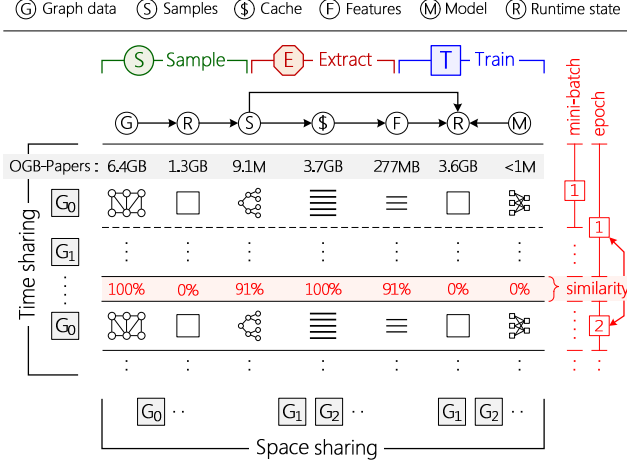 G Graph data S Samples $ Cache F Features M Model R Runtime state
S Sample E Extract T Train
mini-batch
epoch
G R S $ F R M
OGB-Papers : 6.4GB 1.3GB 9.1M 3.7GB 277MB 3.6GB <1M
Time sharing
G0
1
G1
1
100% 0% 91% 100% 91% 0% 0% similarity
G0
2
G0 ·· G1 G2 ·· G1 G2 ··
Space sharing